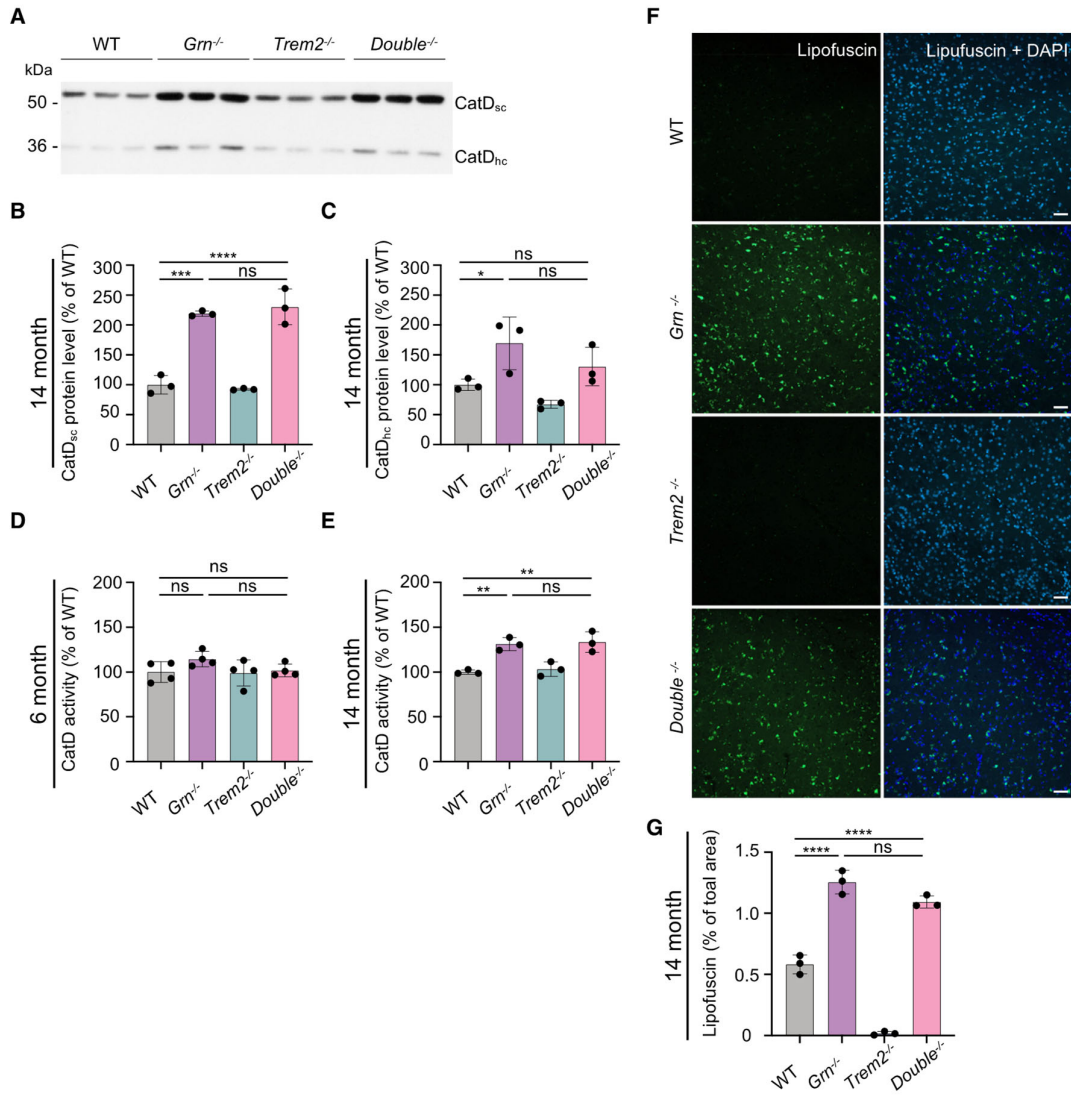 A
WT Grn-/- Trem2-/- Double-/-
kDa
50 - CatDsc
36 - CatDhc
B
14 month
CatDsc protein level (% of WT)
300
250
200
150
100
50
0
****
*** ns
WT Grn-/- Trem2-/- Double-/-
C
14 month
CatDhc protein level (% of WT)
300
250
200
150
100
50
0
ns
* ns
WT Grn-/- Trem2-/- Double-/-
D
6 month
CatD activity (% of WT)
200
150
100
50
0
ns
ns ns
WT Grn-/- Trem2-/- Double-/-
E
14 month
CatD activity (% of WT)
200
150
100
50
0
**
** ns
WT Grn-/- Trem2-/- Double-/-
F
Lipofuscin Lipufuscin + DAPI
WT
Grn -/-
Trem2 -/-
Double -/-
G
14 month
Lipofuscin (% of toal area)
1.5
1.0
0.5
0
****
**** ns
WT Grn-/- Trem2-/- Double-/-